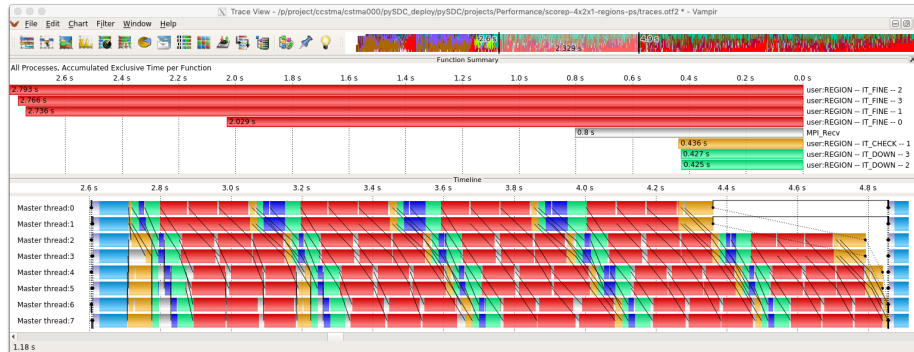 Trace View - /p/project/ccstma/cstma000/pySDC_deploy/pySDC/projects/Performance/scorep-4x2x1-regions-ps/traces.otf2 * - Vampir
File Edit Chart Filter Window Help
2.329 s
Function Summary
All Processes, Accumulated Exclusive Time per Function
2.6 s 2.4 s 2.2 s 2.0 s 1.8 s 1.6 s 1.4 s 1.2 s 1.0 s 0.8 s 0.6 s 0.4 s 0.2 s 0.0 s
2.793 s user:REGION -- IT_FINE -- 2
2.766 s user:REGION -- IT_FINE -- 3
2.736 s user:REGION -- IT_FINE -- 1
2.029 s user:REGION -- IT_FINE -- 0
0.8 s MPI_Recv
0.436 s user:REGION -- IT_CHECK -- 1
0.427 s user:REGION -- IT_DOWN -- 3
0.425 s user:REGION -- IT_DOWN -- 2
Timeline
2.6 s 2.8 s 3.0 s 3.2 s 3.4 s 3.6 s 3.8 s 4.0 s 4.2 s 4.4 s 4.6 s 4.8 s
Master thread:0
Master thread:1
Master thread:2
Master thread:3
Master thread:4
Master thread:5
Master thread:6
Master thread:7
1.18 s